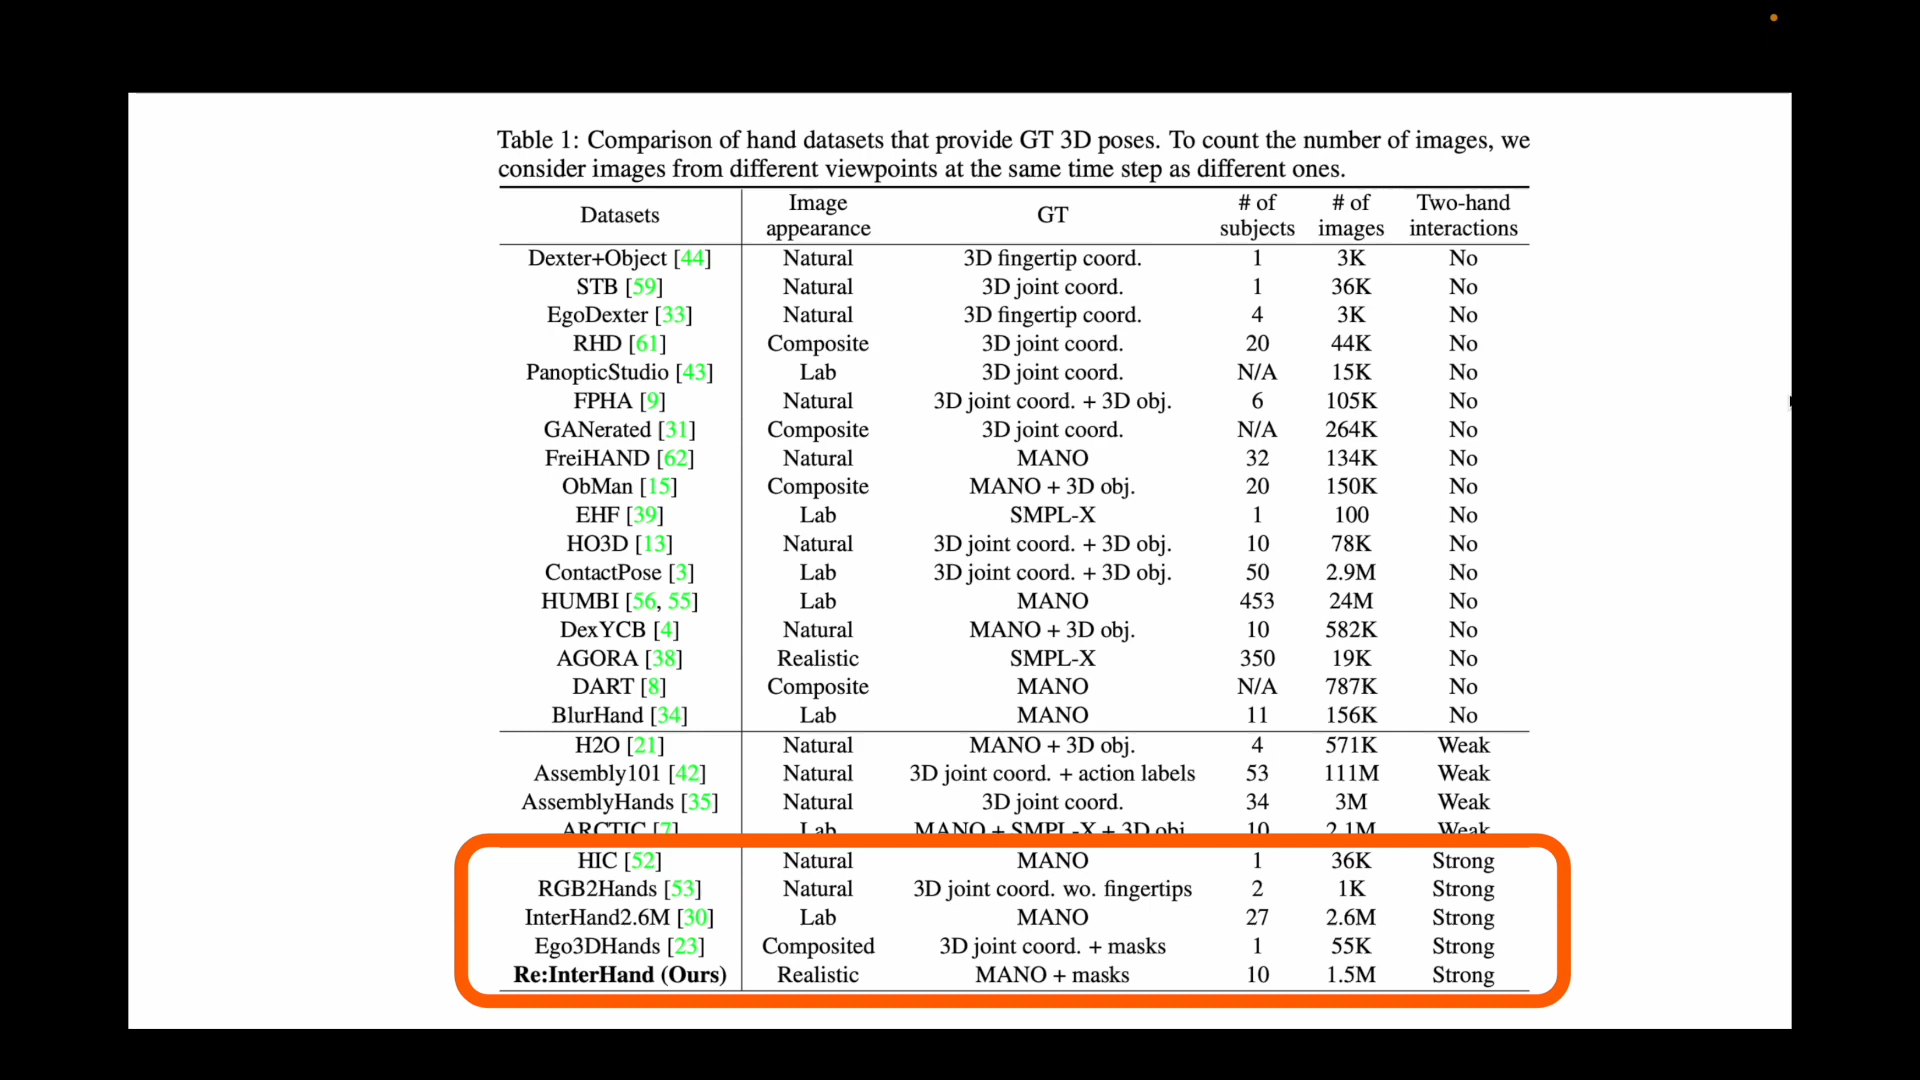 Table 1: Comparison of hand datasets that provide GT 3D poses. To count the number of images, we
consider images from different viewpoints at the same time step as different ones.
Datasets Image appearance GT # of subjects # of images Two-hand interactions
Dexter+Object [44] Natural 3D fingertip coord. 1 3K No
STB [59] Natural 3D joint coord. 1 36K No
EgoDexter [33] Natural 3D fingertip coord. 4 3K No
RHD [61] Composite 3D joint coord. 20 44K No
PanopticStudio [43] Lab 3D joint coord. N/A 15K No
FPHA [9] Natural 3D joint coord. + 3D obj. 6 105K No
GANerated [31] Composite 3D joint coord. N/A 264K No
FreiHAND [62] Natural MANO 32 134K No
ObMan [15] Composite MANO + 3D obj. 20 150K No
EHF [39] Lab SMPL-X 1 100 No
HO3D [13] Natural 3D joint coord. + 3D obj. 10 78K No
ContactPose [3] Lab 3D joint coord. + 3D obj. 50 2.9M No
HUMBI [56, 55] Lab MANO 453 24M No
DexYCB [4] Natural MANO + 3D obj. 10 582K No
AGORA [38] Realistic SMPL-X 350 19K No
DART [8] Composite MANO N/A 787K No
BlurHand [34] Lab MANO 11 156K No
H2O [21] Natural MANO + 3D obj. 4 571K Weak
Assembly101 [42] Natural 3D joint coord. + action labels 53 111M Weak
AssemblyHands [35] Natural 3D joint coord. 34 3M Weak
ARCTIC [7] Lab MANO + SMPL-X + 3D obj. 10 2.1M Weak
HIC [52] Natural MANO 1 36K Strong
RGB2Hands [53] Natural 3D joint coord. wo. fingertips 2 1K Strong
InterHand2.6M [30] Lab MANO 27 2.6M Strong
Ego3DHands [23] Composited 3D joint coord. + masks 1 55K Strong
Re:InterHand (Ours) Realistic MANO + masks 10 1.5M Strong